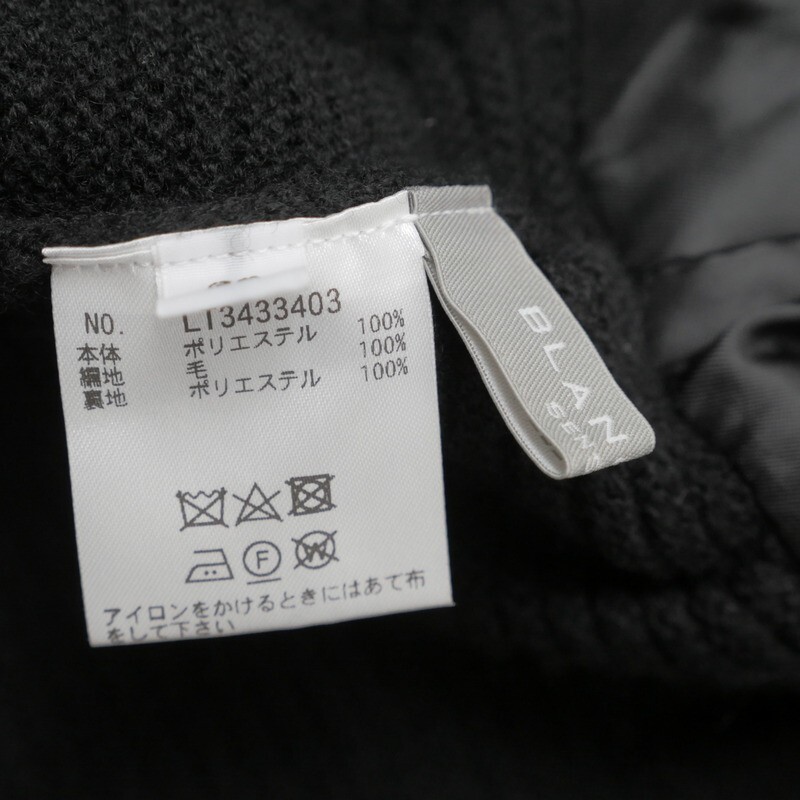 NO. LT3433403
本体 ポリエステル 100%
編地 毛 100%
裏地 ポリエステル 100%
F
W
アイロンをかけるときにはあて布
をして下さい
BLAN